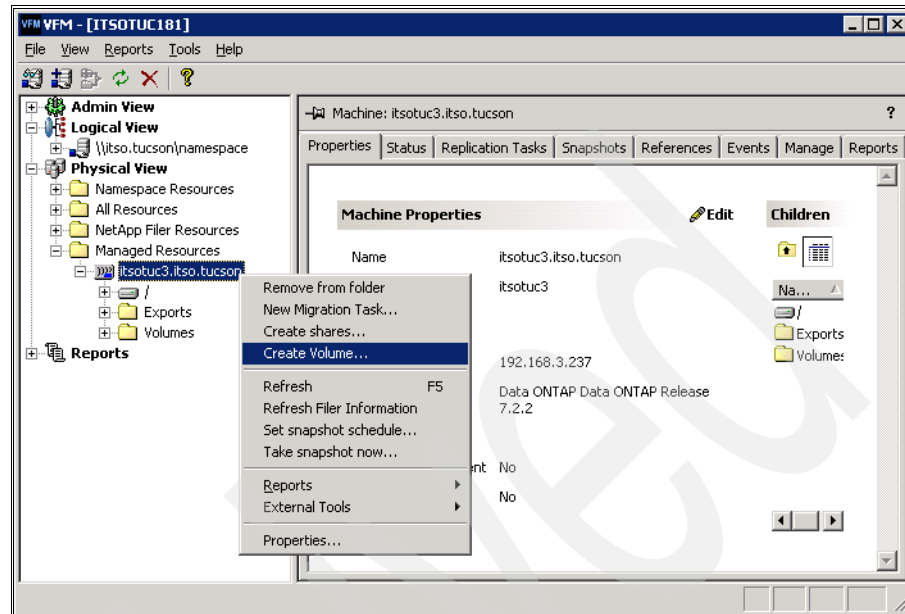 VFM VFM - [ITSOTUC181]
File View Reports Tools Help
Admin View
Logical View
\\itso.tucson\namespace
Physical View
Namespace Resources
All Resources
NetApp Filer Resources
Managed Resources
itsotuc3.itso.tucson
/
Exports
Volumes
Reports
Remove from folder
New Migration Task...
Create shares...
Create Volume...
Refresh F5
Refresh Filer Information
Set snapshot schedule...
Take snapshot now...
Reports
External Tools
Properties...
Machine: itsotuc3.itso.tucson ?
Properties Status Replication Tasks Snapshots References Events Manage Reports
Machine Properties Edit Children
Name itsotuc3.itso.tucson
itsotuc3
192.168.3.237
Data ONTAP Data ONTAP Release
7.2.2
No
No
Na...
/
Exports
Volumes